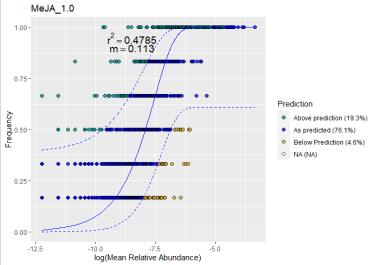 MeJA_1.0
r² = 0.4785
m = 0.113
1.00
0.75
0.50
0.25
0.00
Frequency
-12.5 -10.0 -7.5 -5.0
log(Mean Relative Abundance)
Prediction
Above prediction (19.3%)
As predicted (76.1%)
Below Prediction (4.6%)
NA (NA)